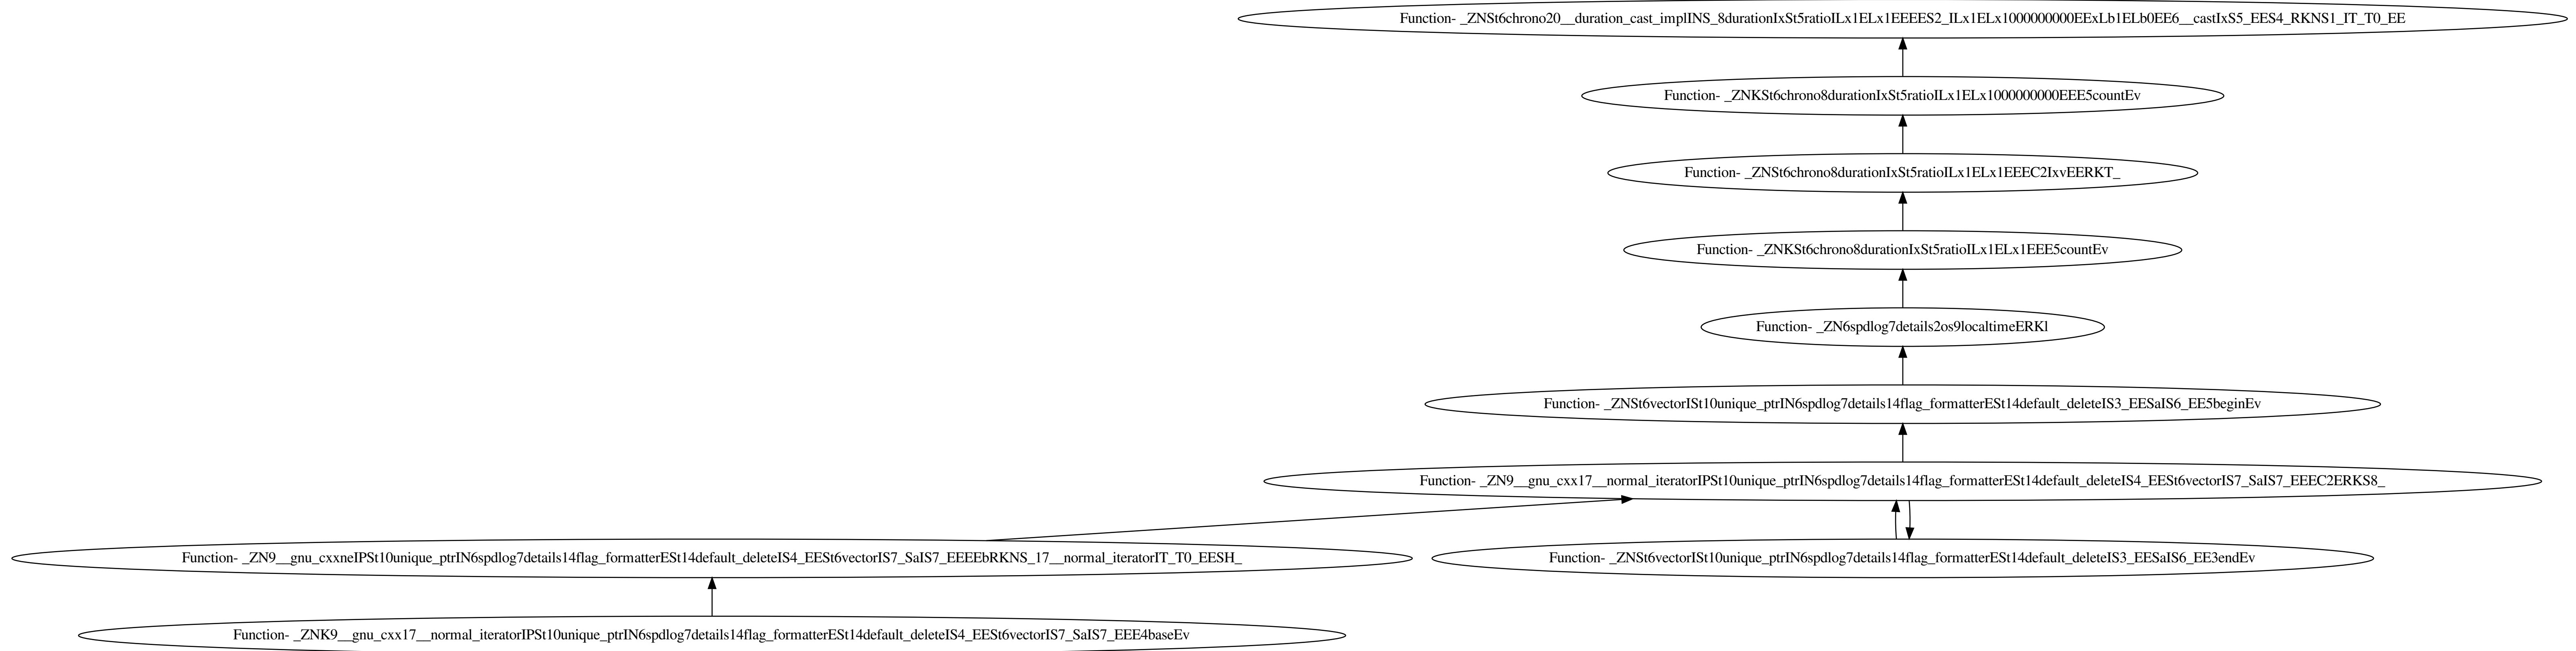 Function- _ZNSt6chrono20__duration_cast_implINS_8durationIxSt5ratioILx1ELx1EEEES2_ILx1ELx1000000000EExLb1ELb0EE6__castIxS5_EES4_RKNS1_IT_T0_EE
Function- _ZNKSt6chrono8durationIxSt5ratioILx1ELx1000000000EEE5countEv
Function- _ZNSt6chrono8durationIxSt5ratioILx1ELx1EEEC2IxvEERKT_
Function- _ZNKSt6chrono8durationIxSt5ratioILx1ELx1EEE5countEv
Function- _ZN6spdlog7details2os9localtimeERKl
Function- _ZNSt6vectorISt10unique_ptrIN6spdlog7details14flag_formatterESt14default_deleteIS3_EESaIS6_EE5beginEv
Function- _ZN9__gnu_cxx17__normal_iteratorIPSt10unique_ptrIN6spdlog7details14flag_formatterESt14default_deleteIS4_EESt6vectorIS7_SaIS7_EEEC2ERKS8_
Function- _ZN9__gnu_cxxneIPSt10unique_ptrIN6spdlog7details14flag_formatterESt14default_deleteIS4_EESt6vectorIS7_SaIS7_EEEEbRKNS_17__normal_iteratorIT_T0_EESH_
Function- _ZNSt6vectorISt10unique_ptrIN6spdlog7details14flag_formatterESt14default_deleteIS3_EESaIS6_EE3endEv
Function- _ZNK9__gnu_cxx17__normal_iteratorIPSt10unique_ptrIN6spdlog7details14flag_formatterESt14default_deleteIS4_EESt6vectorIS7_SaIS7_EEE4baseEv